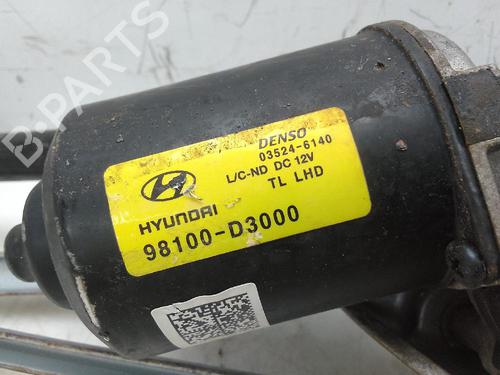 B-PARTS
DENSO
03524-6140
L/C-ND DC 12V
TL LHD
HYUNDAI
98100-D3000